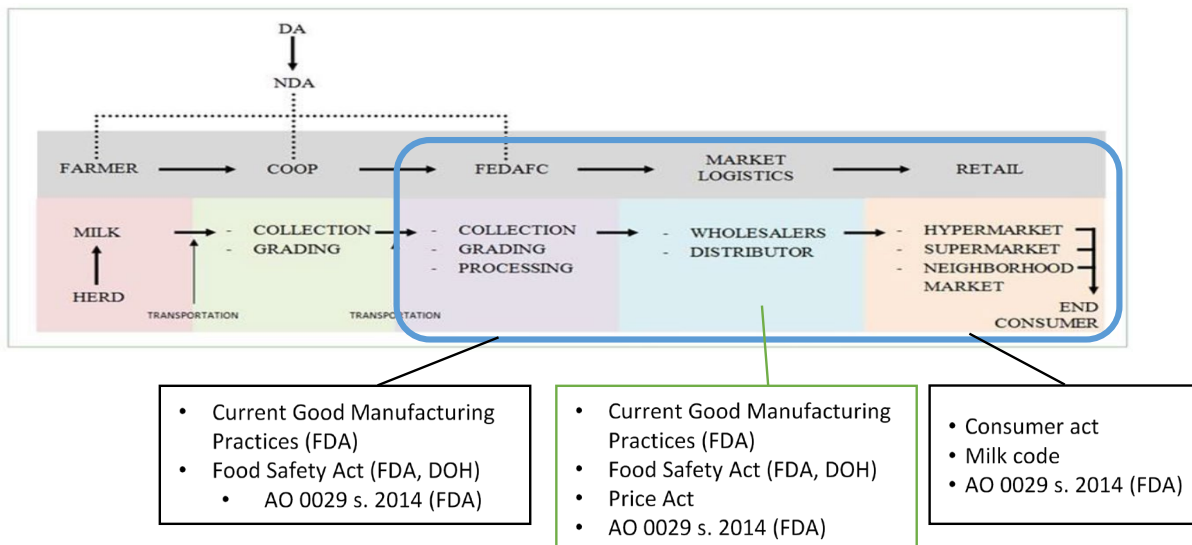 DA
NDA
FARMER
COOP
FEDAFC
MARKET
LOGISTICS
RETAIL
MILK
HERD
TRANSPORTATION
- COLLECTION
- GRADING
TRANSPORTATION
- COLLECTION
- GRADING
- PROCESSING
- WHOLESALERS
- DISTRIBUTOR
- HYPERMARKET
- SUPERMARKET
- NEIGHBORHOOD
MARKET
END
CONSUMER
• Current Good Manufacturing
Practices (FDA)
• Food Safety Act (FDA, DOH)
• AO 0029 s. 2014 (FDA)
• Current Good Manufacturing
Practices (FDA)
• Food Safety Act (FDA, DOH)
• Price Act
• AO 0029 s. 2014 (FDA)
• Consumer act
• Milk code
• AO 0029 s. 2014 (FDA)